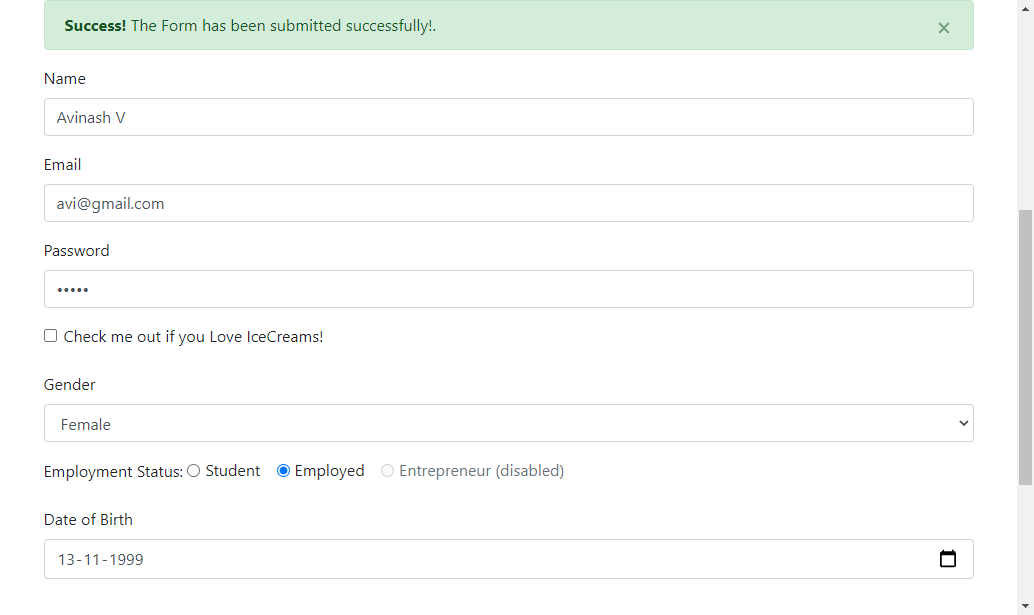 Success! The Form has been submitted successfully!. ×
Name
Avinash V
Email
avi@gmail.com
Password
•••••
Check me out if you Love IceCreams!
Gender
Female
Employment Status: Student Employed Entrepreneur (disabled)
Date of Birth
13-11-1999